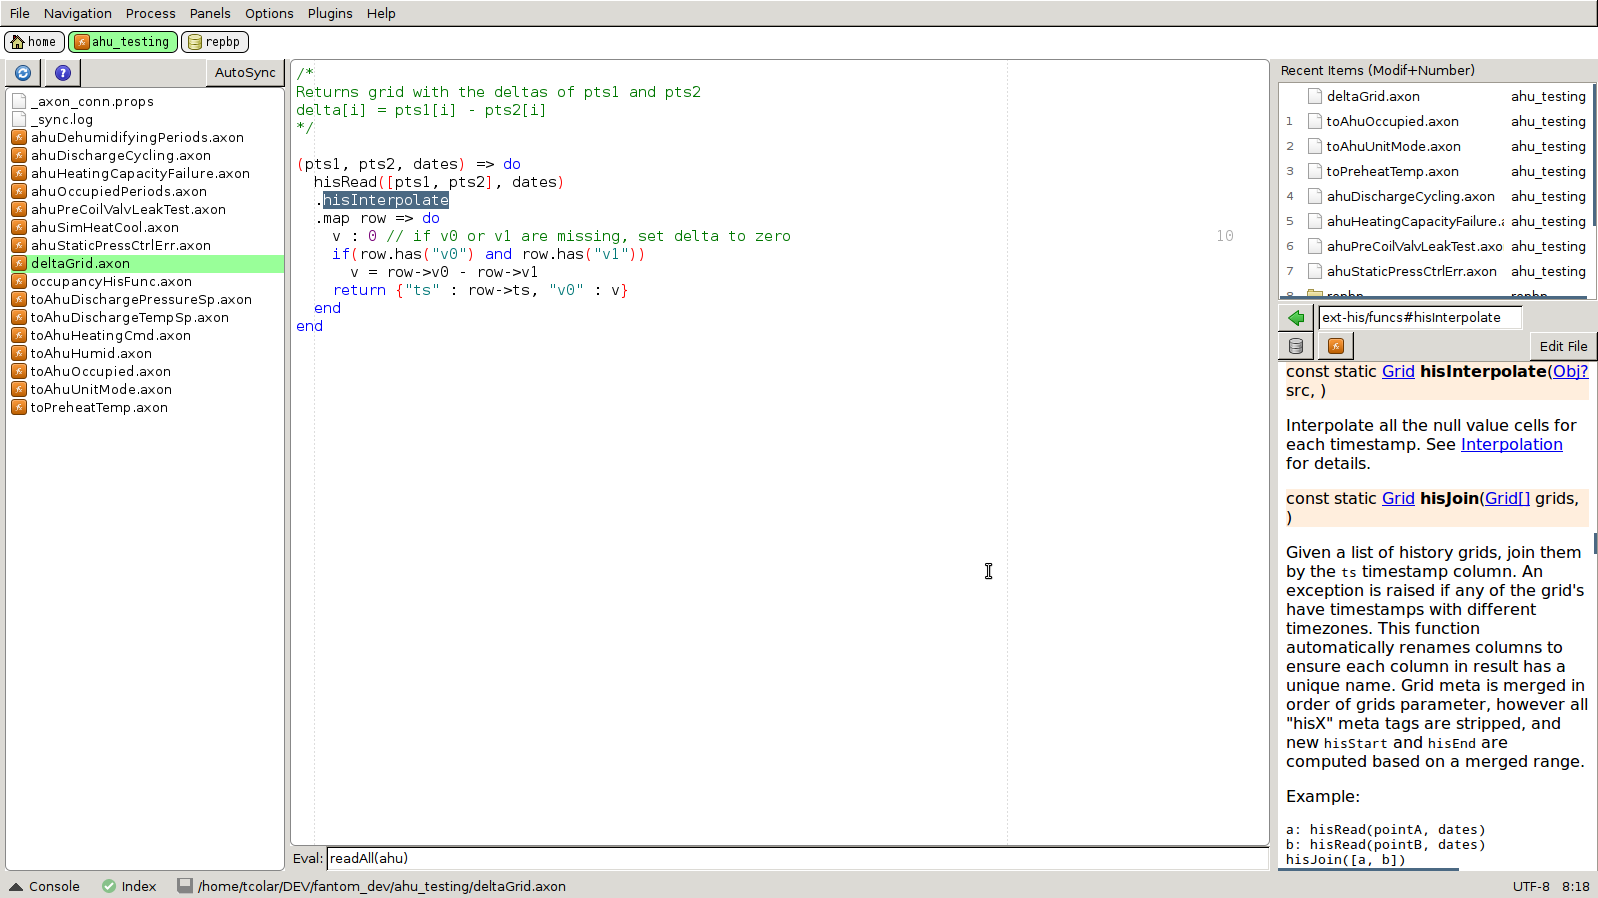 File Navigation Process Panels Options Plugins Help
home ahu_testing repbp
AutoSync
_axon_conn.props
_sync.log
ahuDehumidifyingPeriods.axon
ahuDischargeCycling.axon
ahuHeatingCapacityFailure.axon
ahuOccupiedPeriods.axon
ahuPreCoilValvLeakTest.axon
ahuSimHeatCool.axon
ahuStaticPressCtrlErr.axon
deltaGrid.axon
occupancyHisFunc.axon
toAhuDischargePressureSp.axon
toAhuDischargeTempSp.axon
toAhuHeatingCmd.axon
toAhuHumid.axon
toAhuOccupied.axon
toAhuUnitMode.axon
toPreheatTemp.axon
/*
Returns grid with the deltas of pts1 and pts2
delta[i] = pts1[i] - pts2[i]
*/
(pts1, pts2, dates) => do
hisRead([pts1, pts2], dates)
.hisInterpolate
.map row => do
v : 0 // if v0 or v1 are missing, set delta to zero 10
if(row.has("v0") and row.has("v1"))
v = row->v0 - row->v1
return {"ts" : row->ts, "v0" : v}
end
end
Eval: readAll(ahu)
Recent Items (Modif+Number)
deltaGrid.axon ahu_testing
1 toAhuOccupied.axon ahu_testing
2 toAhuUnitMode.axon ahu_testing
3 toPreheatTemp.axon ahu_testing
4 ahuDischargeCycling.axon ahu_testing
5 ahuHeatingCapacityFailure.a ahu_testing
6 ahuPreCoilValvLeakTest.axo ahu_testing
7 ahuStaticPressCtrlErr.axon ahu_testing
8 repbp repbp
ext-his/funcs#hisInterpolate
Edit File
const static Grid hisInterpolate(Obj?
src, )
Interpolate all the null value cells for
each timestamp. See Interpolation
for details.
const static Grid hisJoin(Grid[] grids,
)
Given a list of history grids, join them
by the ts timestamp column. An
exception is raised if any of the grid's
have timestamps with different
timezones. This function
automatically renames columns to
ensure each column in result has a
unique name. Grid meta is merged in
order of grids parameter, however all
"hisX" meta tags are stripped, and
new hisStart and hisEnd are
computed based on a merged range.
Example:
a: hisRead(pointA, dates)
b: hisRead(pointB, dates)
hisJoin([a, b])
Console Index /home/tcolar/DEV/fantom_dev/ahu_testing/deltaGrid.axon UTF-8 8:18